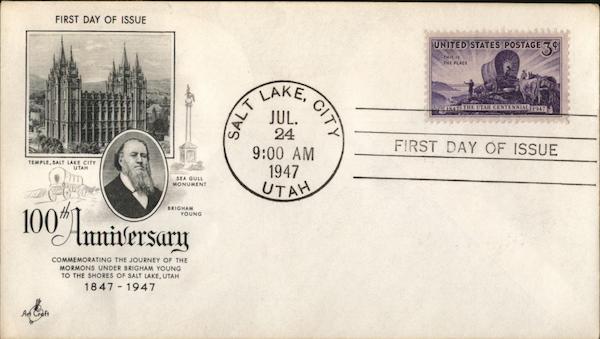 FIRST DAY OF ISSUE
TEMPLE, SALT LAKE CITY
UTAH
SEA GULL
MONUMENT
BRIGHAM
YOUNG
100th Anniversary
COMMEMORATING THE JOURNEY OF THE
MORMONS UNDER BRIGHAM YOUNG
TO THE SHORES OF SALT LAKE, UTAH
1847 - 1947
Art Craft
SALT LAKE, CITY
JUL.
24
9:00 AM
1947
UTAH
UNITED STATES POSTAGE 3¢
THIS IS
THE PLACE
1847 THE UTAH CENTENNIAL 1947
FIRST DAY OF ISSUE